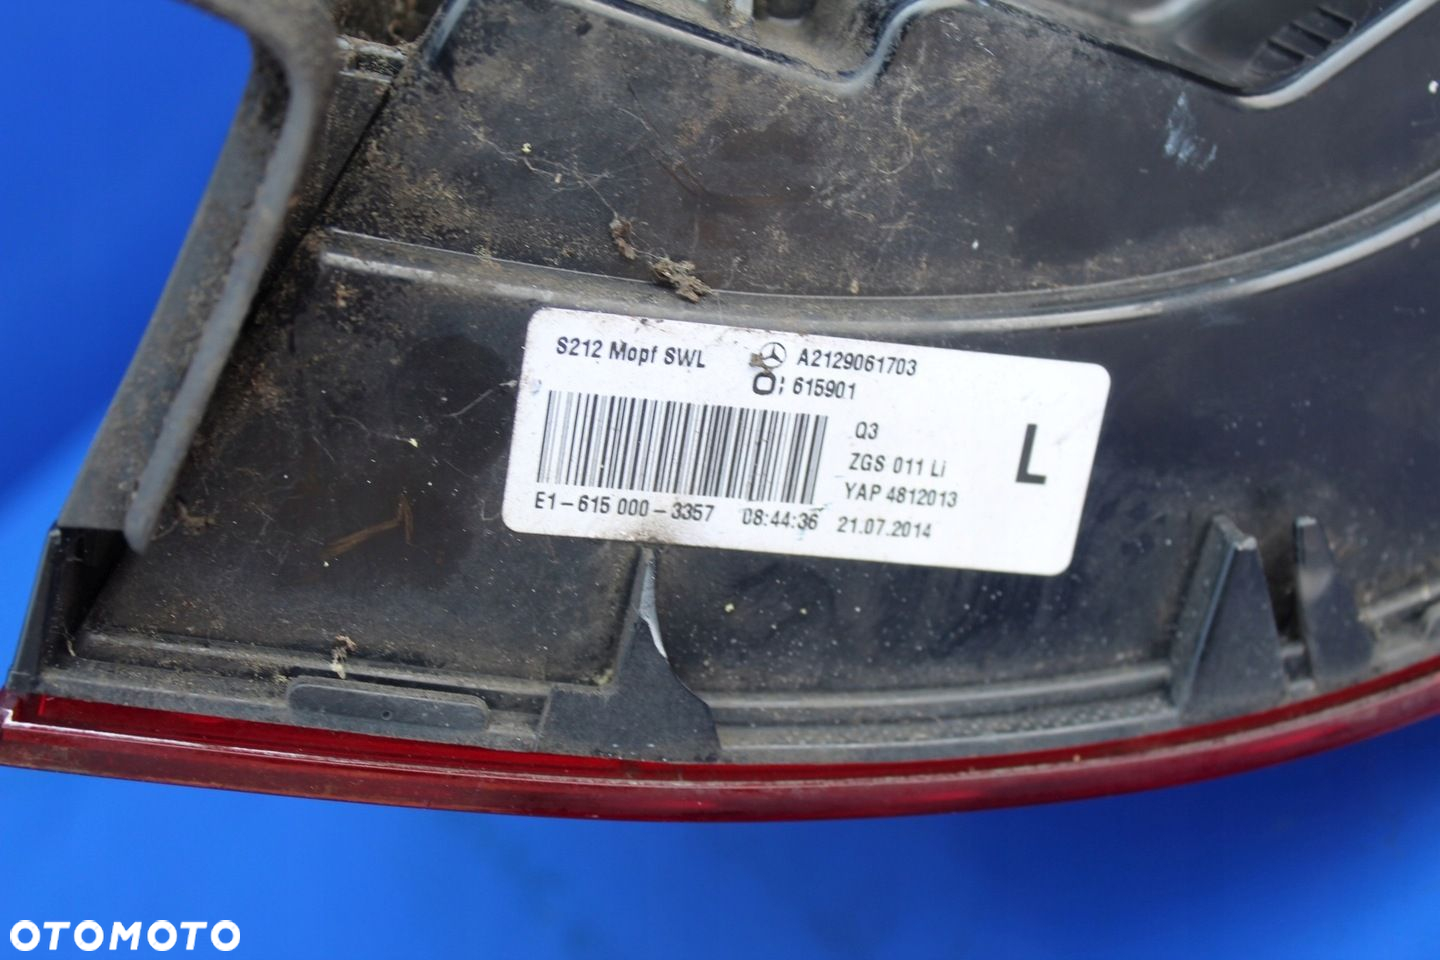 S212 Mopf SWL A2129061703
O: 615901
Q3
ZGS 011 Li
L
YAP 4812013
E1-615 000-3357 08:44:36 21.07.2014
OTOMOTO